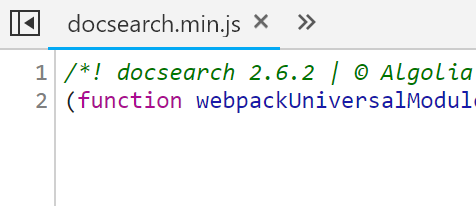 docsearch.min.js
1 /*! docsearch 2.6.2 | © Algolia
2 (function webpackUniversalModul